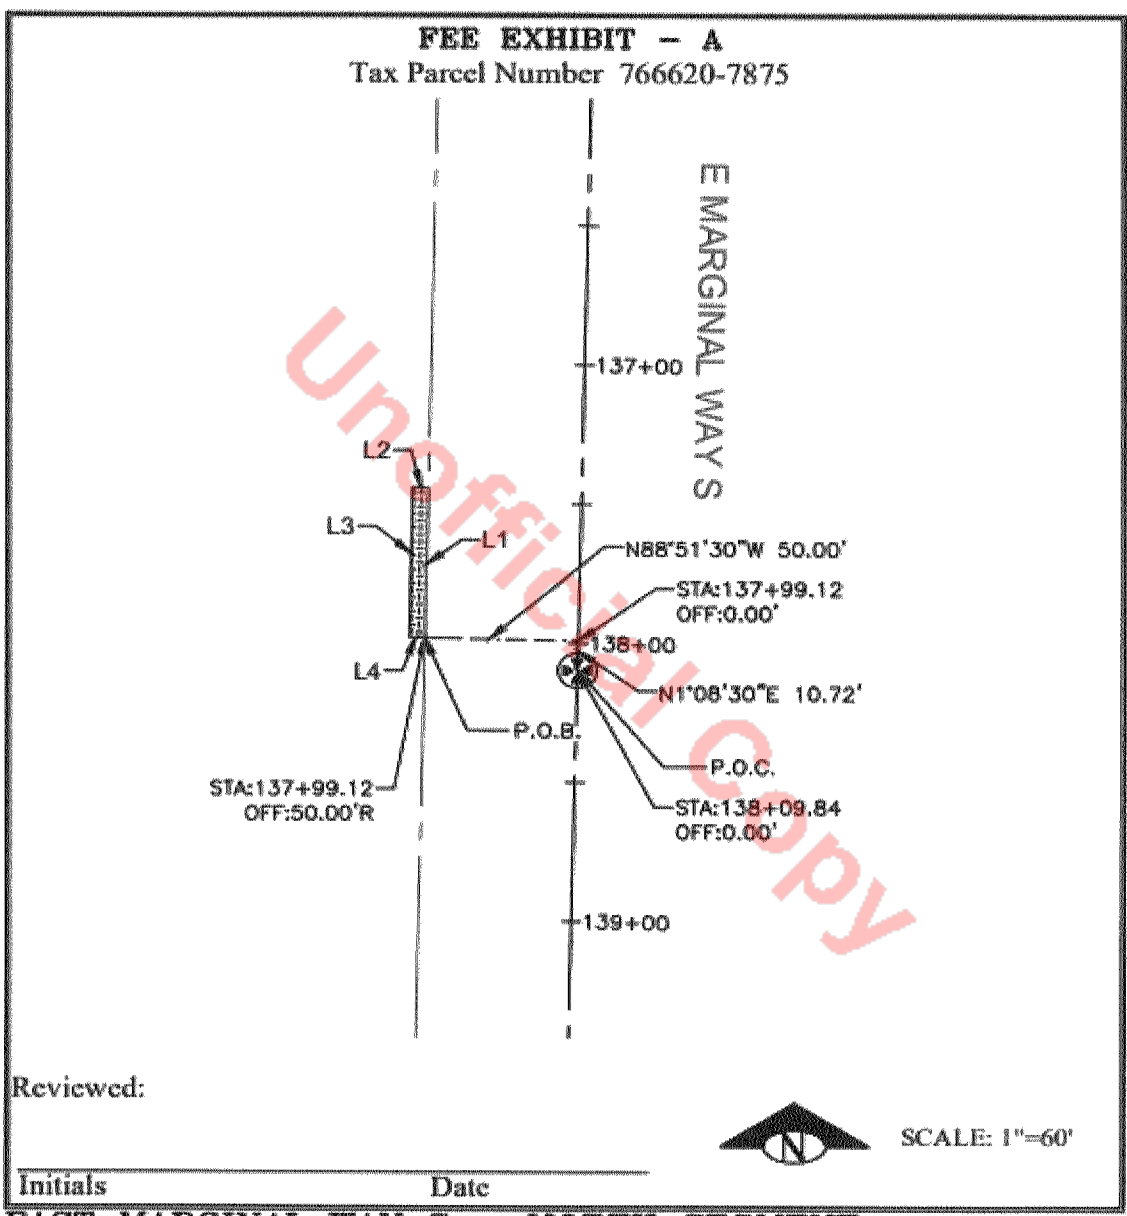 FEE EXHIBIT - A
Tax Parcel Number 766620-7875
E MARGINAL WAY S
137+00
L2
L3
L1
N88°51'30"W 50.00'
STA:137+99.12
OFF:0.00'
138+00
L4
N1°08'30"E 10.72'
P.O.B.
P.O.C.
STA:137+99.12
OFF:50.00'R
STA:138+09.84
OFF:0.00'
139+00
Unofficial Copy
Reviewed:
N
SCALE: 1"=60'
Initials Date